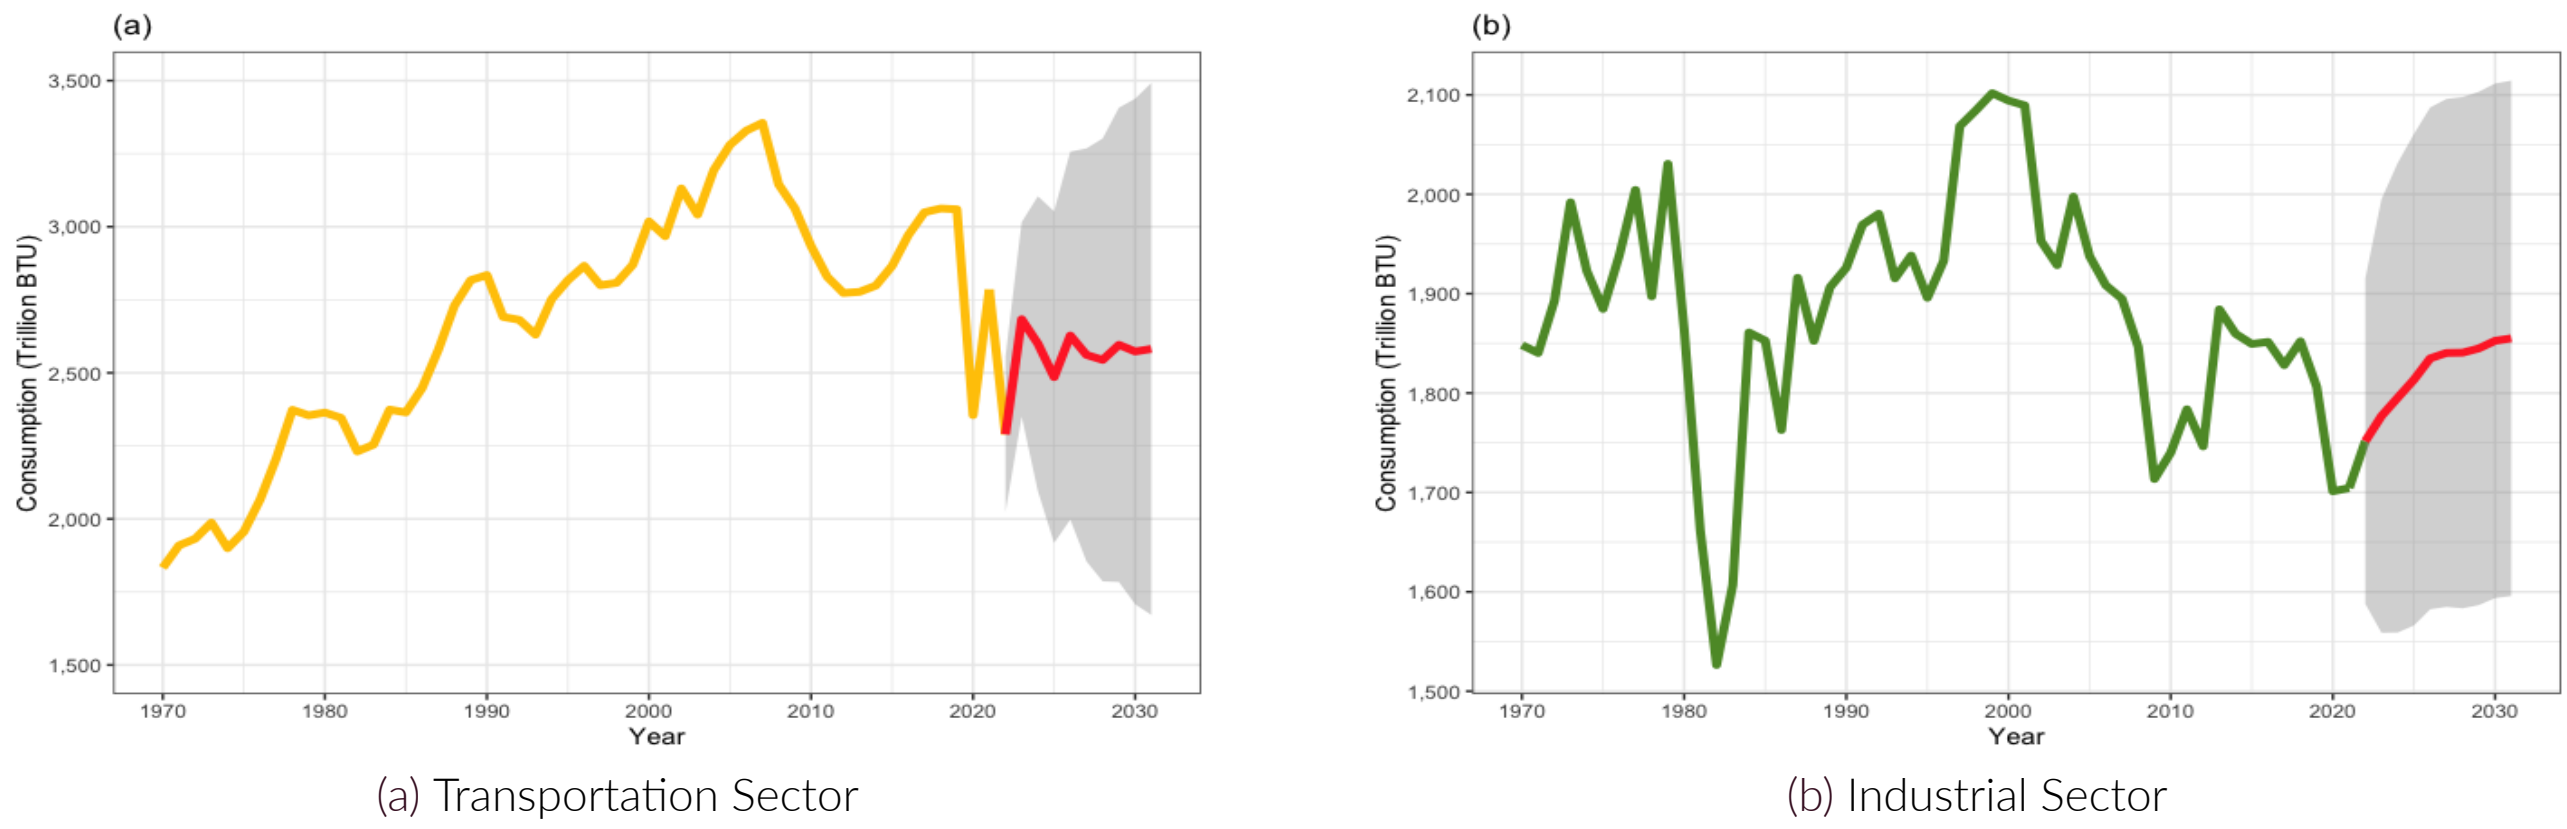 (a)
Consumption (Trillion BTU)
3,500
3,000
2,500
2,000
1,500
1970 1980 1990 2000 2010 2020 2030
Year
(a) Transportation Sector
(b)
Consumption (Trillion BTU)
2,100
2,000
1,900
1,800
1,700
1,600
1,500
1970 1980 1990 2000 2010 2020 2030
Year
(b) Industrial Sector